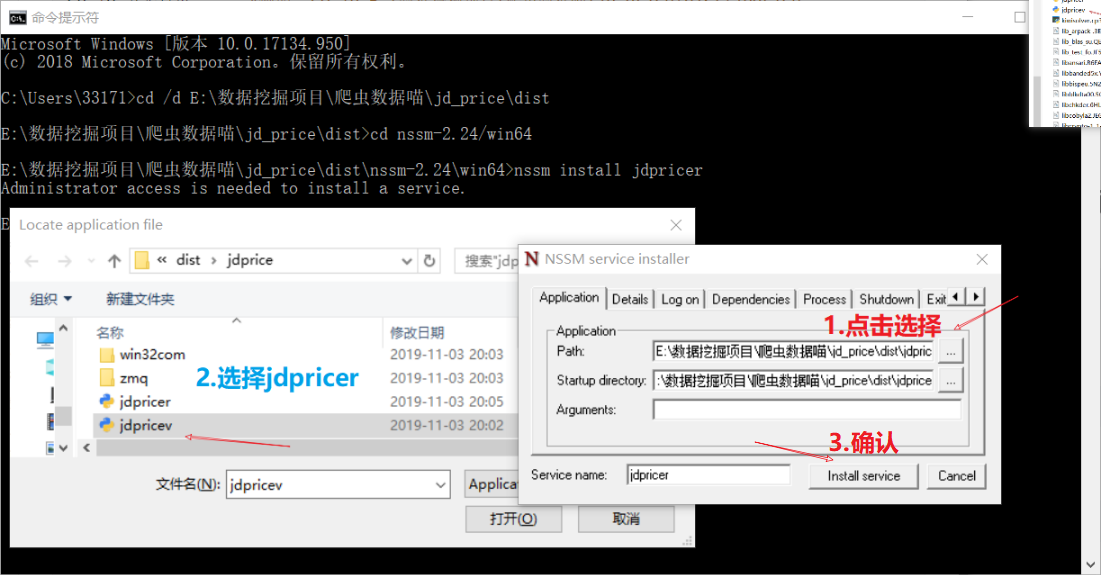 命令提示符
Microsoft Windows [版本 10.0.17134.950]
(c) 2018 Microsoft Corporation。保留所有权利。
C:\Users\33171>cd /d E:\数据挖掘项目\爬虫数据喵\jd_price\dist
E:\数据挖掘项目\爬虫数据喵\jd_price\dist>cd nssm-2.24/win64
E:\数据挖掘项目\爬虫数据喵\jd_price\dist\nssm-2.24\win64>nssm install jdpricer
Administrator access is needed to install a service.
E
Locate application file
« dist › jdprice
搜索"jdp
组织
新建文件夹
名称
修改日期
win32com
2019-11-03 20:03
zmq
2019-11-03 20:03
jdpricer
2019-11-03 20:05
jdpricev
2019-11-03 20:02
2.选择jdpricer
文件名(N):
jdpricev
Applica
打开(O)
取消
NSSM service installer
Application
Details
Log on
Dependencies
Process
Shutdown
Exit
1.点击选择
Application
Path:
E:\数据挖掘项目\爬虫数据喵\jd_price\dist\jdpric
...
Startup directory:
:\数据挖掘项目\爬虫数据喵\jd_price\dist\jdprice
...
Arguments:
3.确认
Service name:
jdpricer
Install service
Cancel
jdpricev